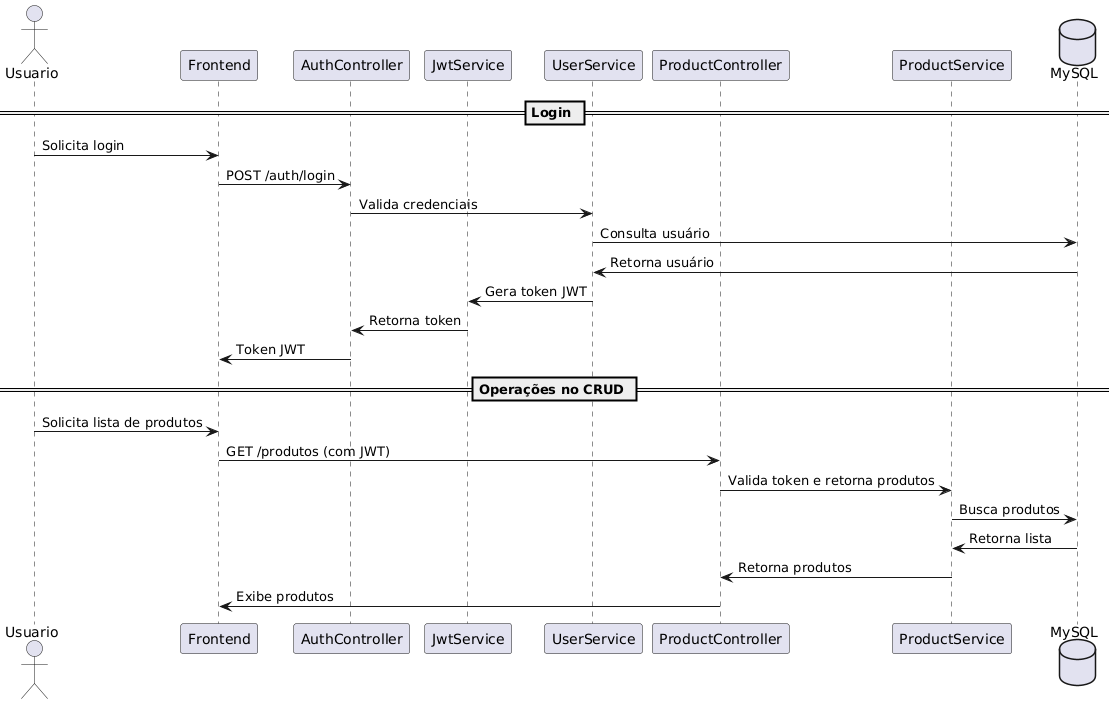 Usuario
Frontend
AuthController
JwtService
UserService
ProductController
ProductService
MySQL
Login
Solicita login
POST /auth/login
Valida credenciais
Consulta usuário
Retorna usuário
Gera token JWT
Retorna token
Token JWT
Operações no CRUD
Solicita lista de produtos
GET /produtos (com JWT)
Valida token e retorna produtos
Busca produtos
Retorna lista
Retorna produtos
Exibe produtos
Usuario
Frontend
AuthController
JwtService
UserService
ProductController
ProductService
MySQL